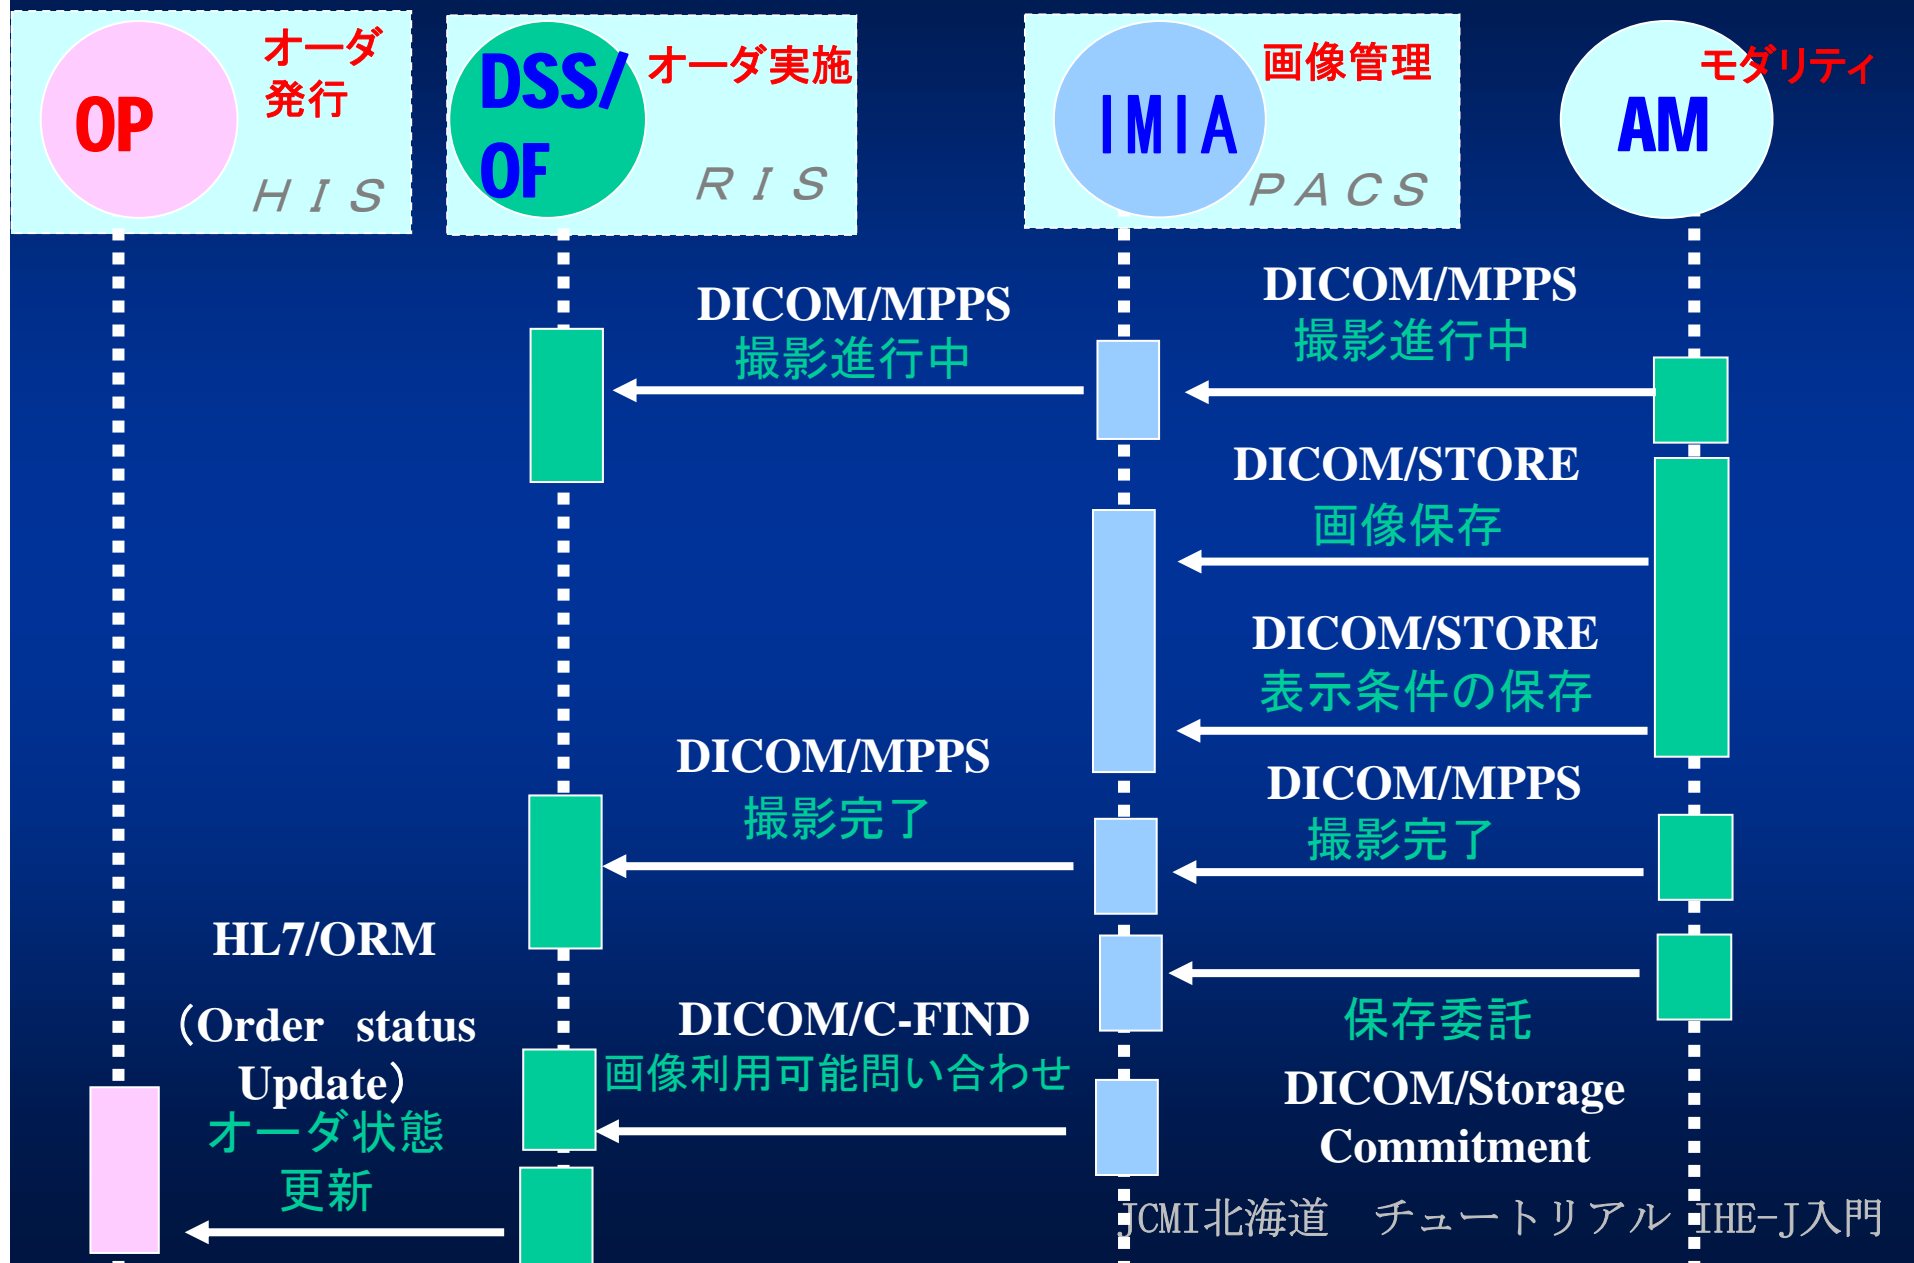 オーダ
発行
OP
ＨＩＳ
DSS/
OF
オーダ実施
ＲＩＳ
画像管理
IMIA
ＰＡＣＳ
モダリティ
AM
DICOM/MPPS
撮影進行中
DICOM/MPPS
撮影進行中
DICOM/STORE
画像保存
DICOM/STORE
表示条件の保存
DICOM/MPPS
撮影完了
DICOM/MPPS
撮影完了
保存委託
DICOM/Storage
Commitment
DICOM/C-FIND
画像利用可能問い合わせ
HL7/ORM
（Order status
Update）
オーダ状態
更新
JCMI北海道　チュートリアル IHE-J入門